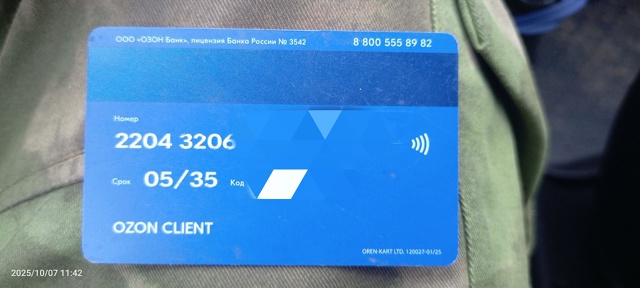 ООО «ОЗОН Банк», лицензия Банка России № 3542
8 800 555 89 82
Номер
2204 3206
Срок 05/35 Код
OZON CLIENT
OREN-KART LTD. 120027-01/25
2025/10/07 11:42